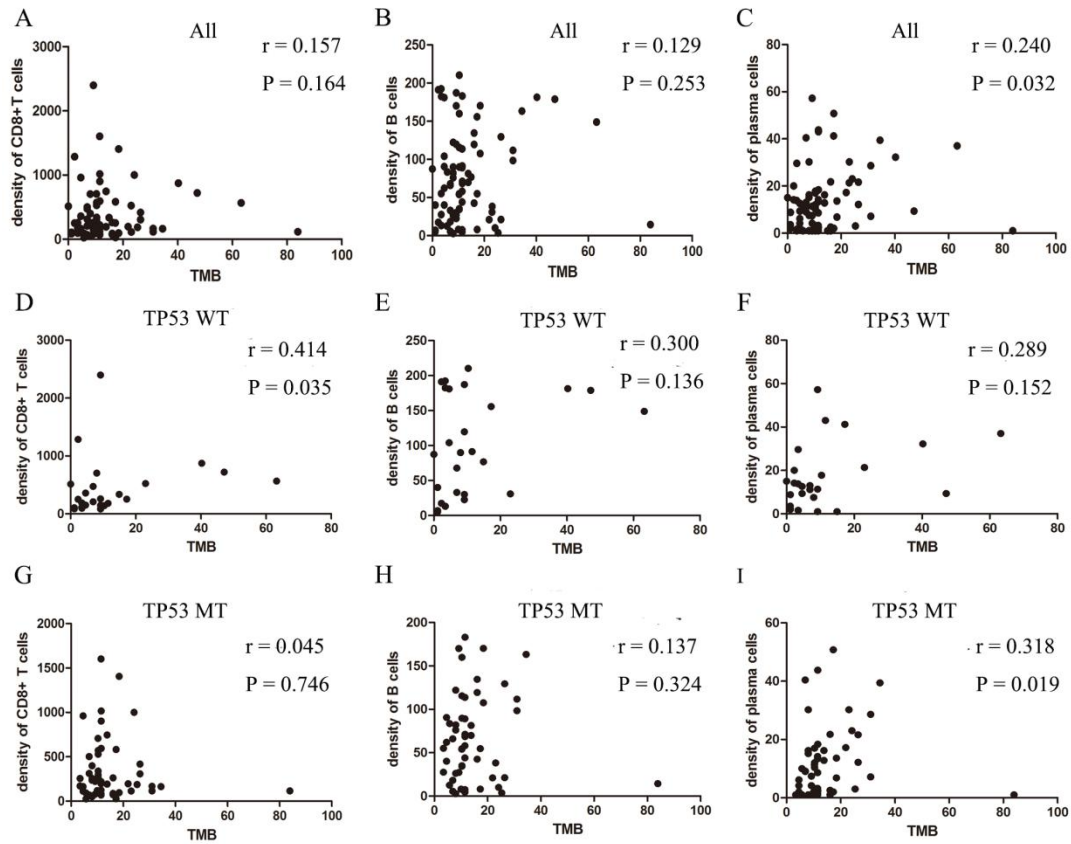 A
All
r = 0.157
P = 0.164
density of CD8+T cells
3000
2000
1000
0
0 20 40 60 80 100
TMB
B
All
r = 0.129
P = 0.253
density of B cells
250
200
150
100
50
0
0 20 40 60 80 100
TMB
C
All
r = 0.240
P = 0.032
density of plasma cells
80
60
40
20
0
0 20 40 60 80 100
TMB
D
TP53 WT
r = 0.414
P = 0.035
density of CD8+ T cells
3000
2000
1000
0
0 20 40 60 80
TMB
E
TP53 WT
r = 0.300
P = 0.136
density of B cells
250
200
150
100
50
0
0 20 40 60 80
TMB
F
TP53 WT
r = 0.289
P = 0.152
density of plasma cells
80
60
40
20
0
0 20 40 60 80
TMB
G
TP53 MT
r = 0.045
P = 0.746
density of CD8+ T cells
2000
1500
1000
500
0
0 20 40 60 80 100
TMB
H
TP53 MT
r = 0.137
P = 0.324
density of B cells
200
150
100
50
0
0 20 40 60 80 100
TMB
I
TP53 MT
r = 0.318
P = 0.019
density of plasma cells
60
40
20
0
0 20 40 60 80 100
TMB